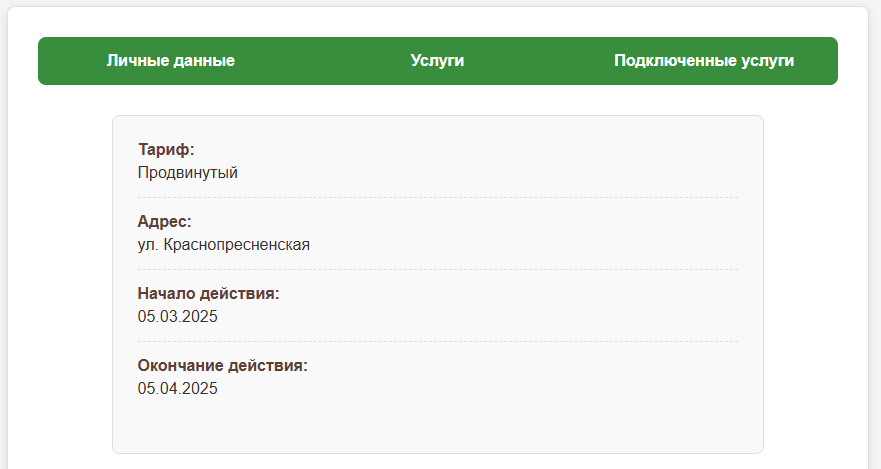 Личные данные Услуги Подключенные услуги
Тариф:
Продвинутый
Адрес:
ул. Краснопресненская
Начало действия:
05.03.2025
Окончание действия:
05.04.2025